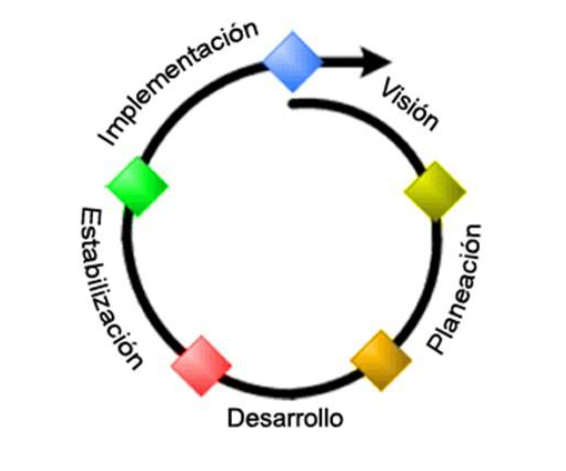 Visión
Planeación
Desarrollo
Estabilización
Implementación